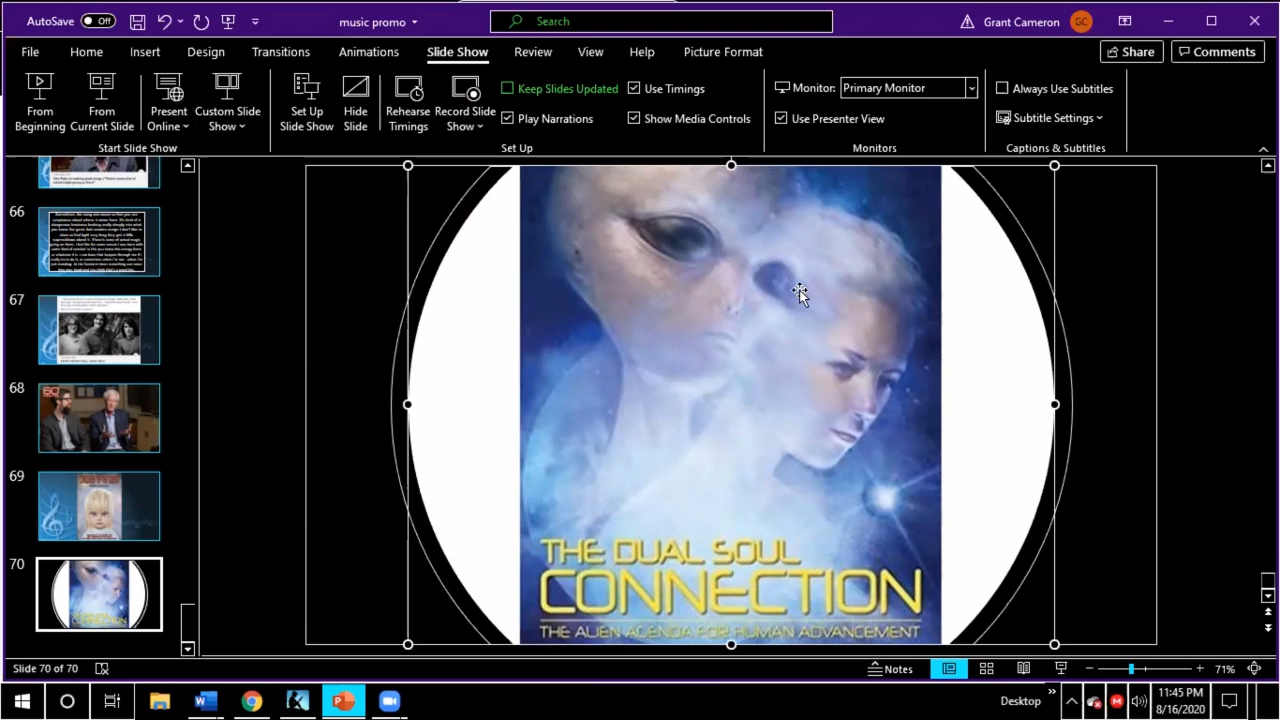 AutoSave Off
music promo
Search
Grant Cameron GC
File Home Insert Design Transitions Animations Slide Show Review View Help Picture Format
Share Comments
From Beginning
From Current Slide
Present Online
Custom Slide Show
Set Up Slide Show
Hide Slide
Rehearse Timings
Record Slide Show
Keep Slides Updated
Use Timings
Play Narrations
Show Media Controls
Monitor: Primary Monitor
Use Presenter View
Always Use Subtitles
Subtitle Settings
Start Slide Show
Set Up
Monitors
Captions & Subtitles
66
67
68
60
69
70
THE DUAL SOUL
CONNECTION
THE ALIEN AGENDA FOR HUMAN ADVANCEMENT
Slide 70 of 70
Notes
71%
Desktop
11:45 PM
8/16/2020